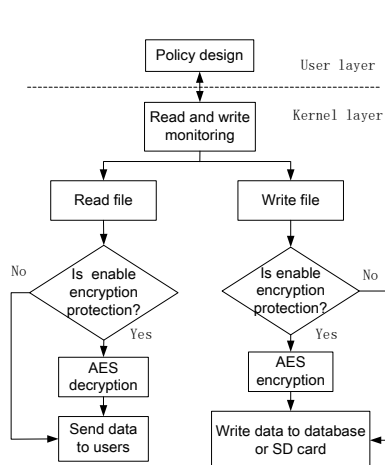 Policy design
User layer
Read and write
monitoring
Kernel layer
Read file
Write file
No
Is enable
encryption
protection?
Is enable
encryption
protection?
No
Yes
Yes
AES
decryption
AES
encryption
Send data
to users
Write data to database
or SD card